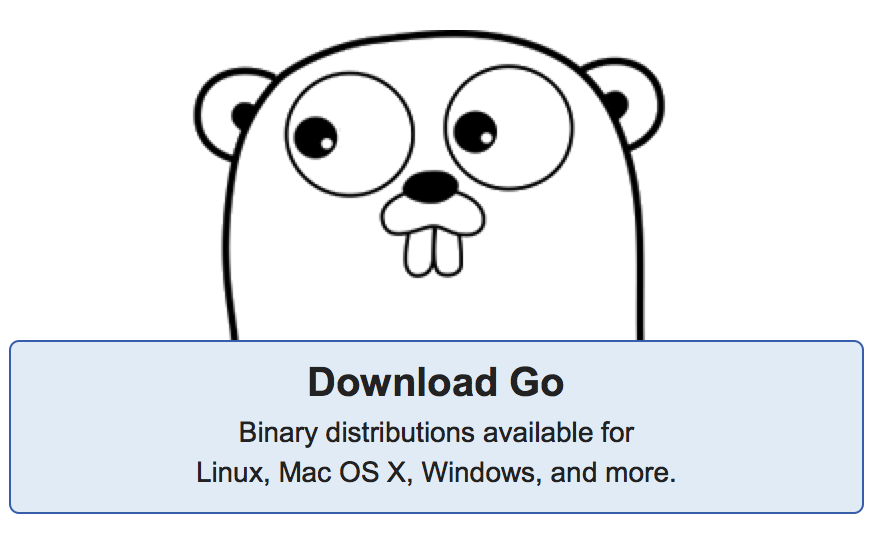 Download Go
Binary distributions available for
Linux, Mac OS X, Windows, and more.